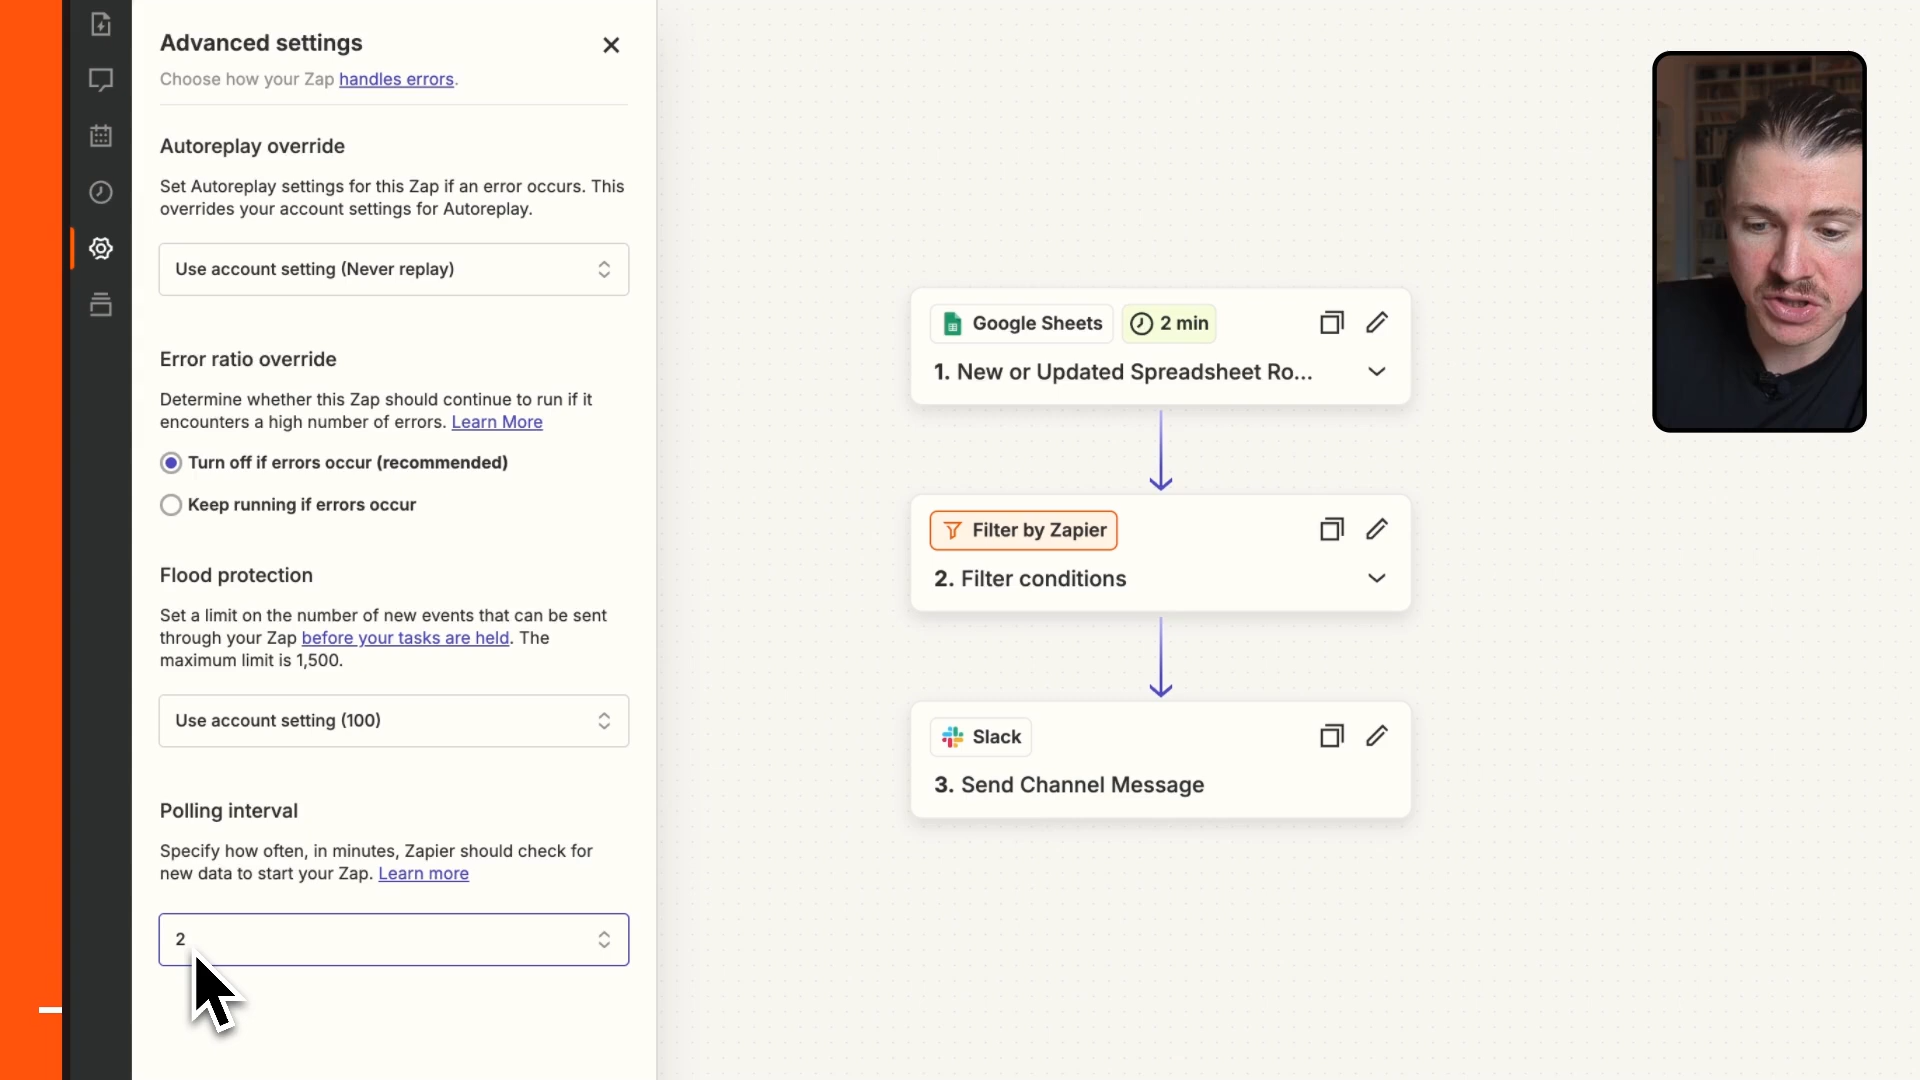 Advanced settings
Choose how your Zap handles errors.
Autoreplay override
Set Autoreplay settings for this Zap if an error occurs. This
overrides your account settings for Autoreplay.
Use account setting (Never replay)
Error ratio override
Determine whether this Zap should continue to run if it
encounters a high number of errors. Learn More
Turn off if errors occur (recommended)
Keep running if errors occur
Flood protection
Set a limit on the number of new events that can be sent
through your Zap before your tasks are held. The
maximum limit is 1,500.
Use account setting (100)
Polling interval
Specify how often, in minutes, Zapier should check for
new data to start your Zap. Learn more
2
Google Sheets 2 min
1. New or Updated Spreadsheet Ro...
Filter by Zapier
2. Filter conditions
Slack
3. Send Channel Message